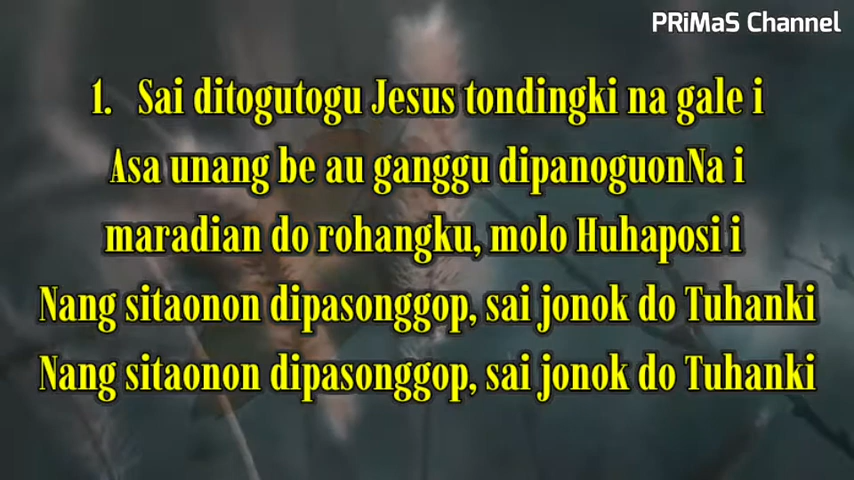 PRiMaS Channel
1. Sai ditogutogu Jesus tondingki na gale i
Asa unang be au ganggu dipanoguonNa i
maradian do rohangku, molo Huhaposi i
Nang sitaonon dipasonggop, sai jonok do Tuhanki
Nang sitaonon dipasonggop, sai jonok do Tuhanki